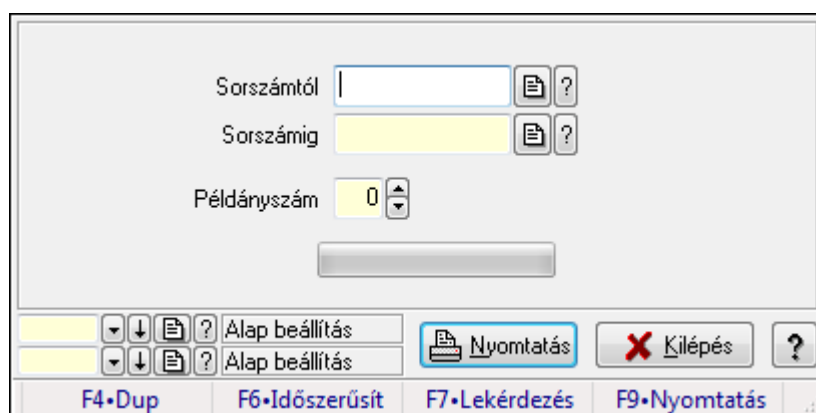 Sorszámtól ?
Sorszámig ?
Példányszám 0
? Alap beállítás
? Alap beállítás
Nyomtatás Kilépés ?
F4•Dup F6•Időszerűsít F7•Lekérdezés F9•Nyomtatás